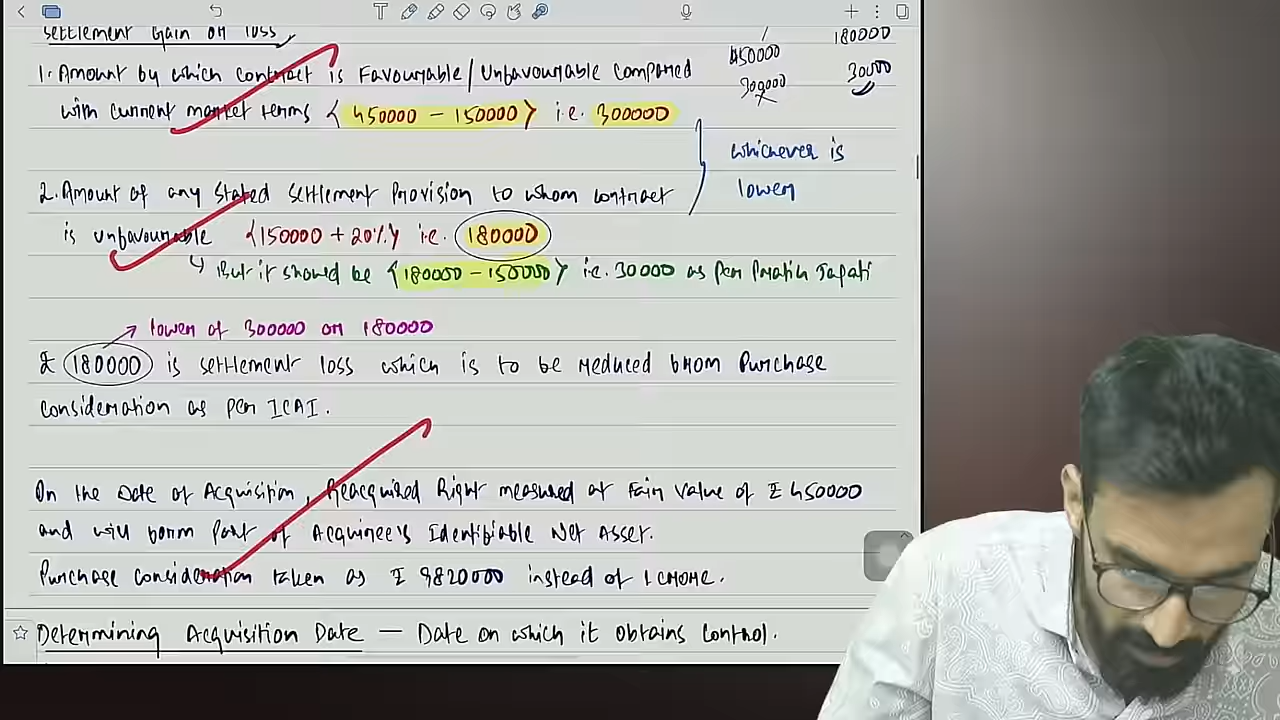 Settlement Gain or loss
180000
450000
1. Amount by which contract is Favourable / Unfavourable Compared
30000
300000
with current market terms { 450000 - 150000 } i.e. 300000
whichever is
2. Amount of any Stated Settlement Provision to whom contract
lower
is unfavourable {150000 + 20%} i.e. 180000
But it should be {180000 - 150000} i.e. 30000 as per Pratik Jagati
lower of 300000 or 180000
₹ 180000 is settlement loss which is to be reduced from Purchase
consideration as per ICAI.
On the Date of Acquisition, Reacquired Right measured at Fair Value of ₹ 450000
and will form Part of Acquiree's Identifiable Net Asset.
Purchase consideration taken as ₹ 9820000 instead of 1 crore.
☆ Determining Acquisition Date — Date on which it obtains control.